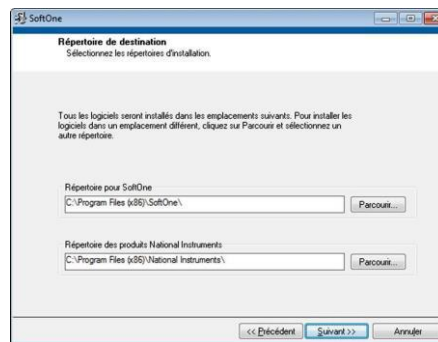 SoftOne
Répertoire de destination
Sélectionnez les répertoires d'installation.
Tous les logiciels seront installés dans les emplacements suivants. Pour installer les
logiciels dans un emplacement différent, cliquez sur Parcourir et sélectionnez un
autre répertoire.
Répertoire pour SoftOne
C:\Program Files (x86)\SoftOne\
Parcourir...
Répertoire des produits National Instruments
C:\Program Files (x86)\National Instruments\
Parcourir...
<< Précédent
Suivant >>
Annuler